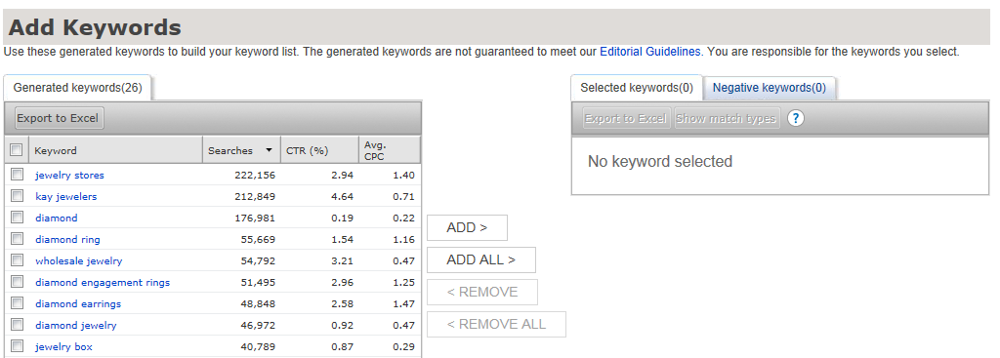 Add Keywords
Use these generated keywords to build your keyword list. The generated keywords are not guaranteed to meet our Editorial Guidelines. You are responsible for the keywords you select.
Generated keywords(26)
Export to Excel
Keyword Searches CTR (%) Avg. CPC
jewelry stores 222,156 2.94 1.40
kay jewelers 212,849 4.64 0.71
diamond 176,981 0.19 0.22
diamond ring 55,669 1.54 1.16
wholesale jewelry 54,792 3.21 0.47
diamond engagement rings 51,495 2.96 1.25
diamond earrings 48,848 2.58 1.47
diamond jewelry 46,972 0.92 0.47
jewelry box 40,789 0.87 0.29
ADD >
ADD ALL >
< REMOVE
< REMOVE ALL
Selected keywords(0) Negative keywords(0)
Export to Excel Show match types ?
No keyword selected